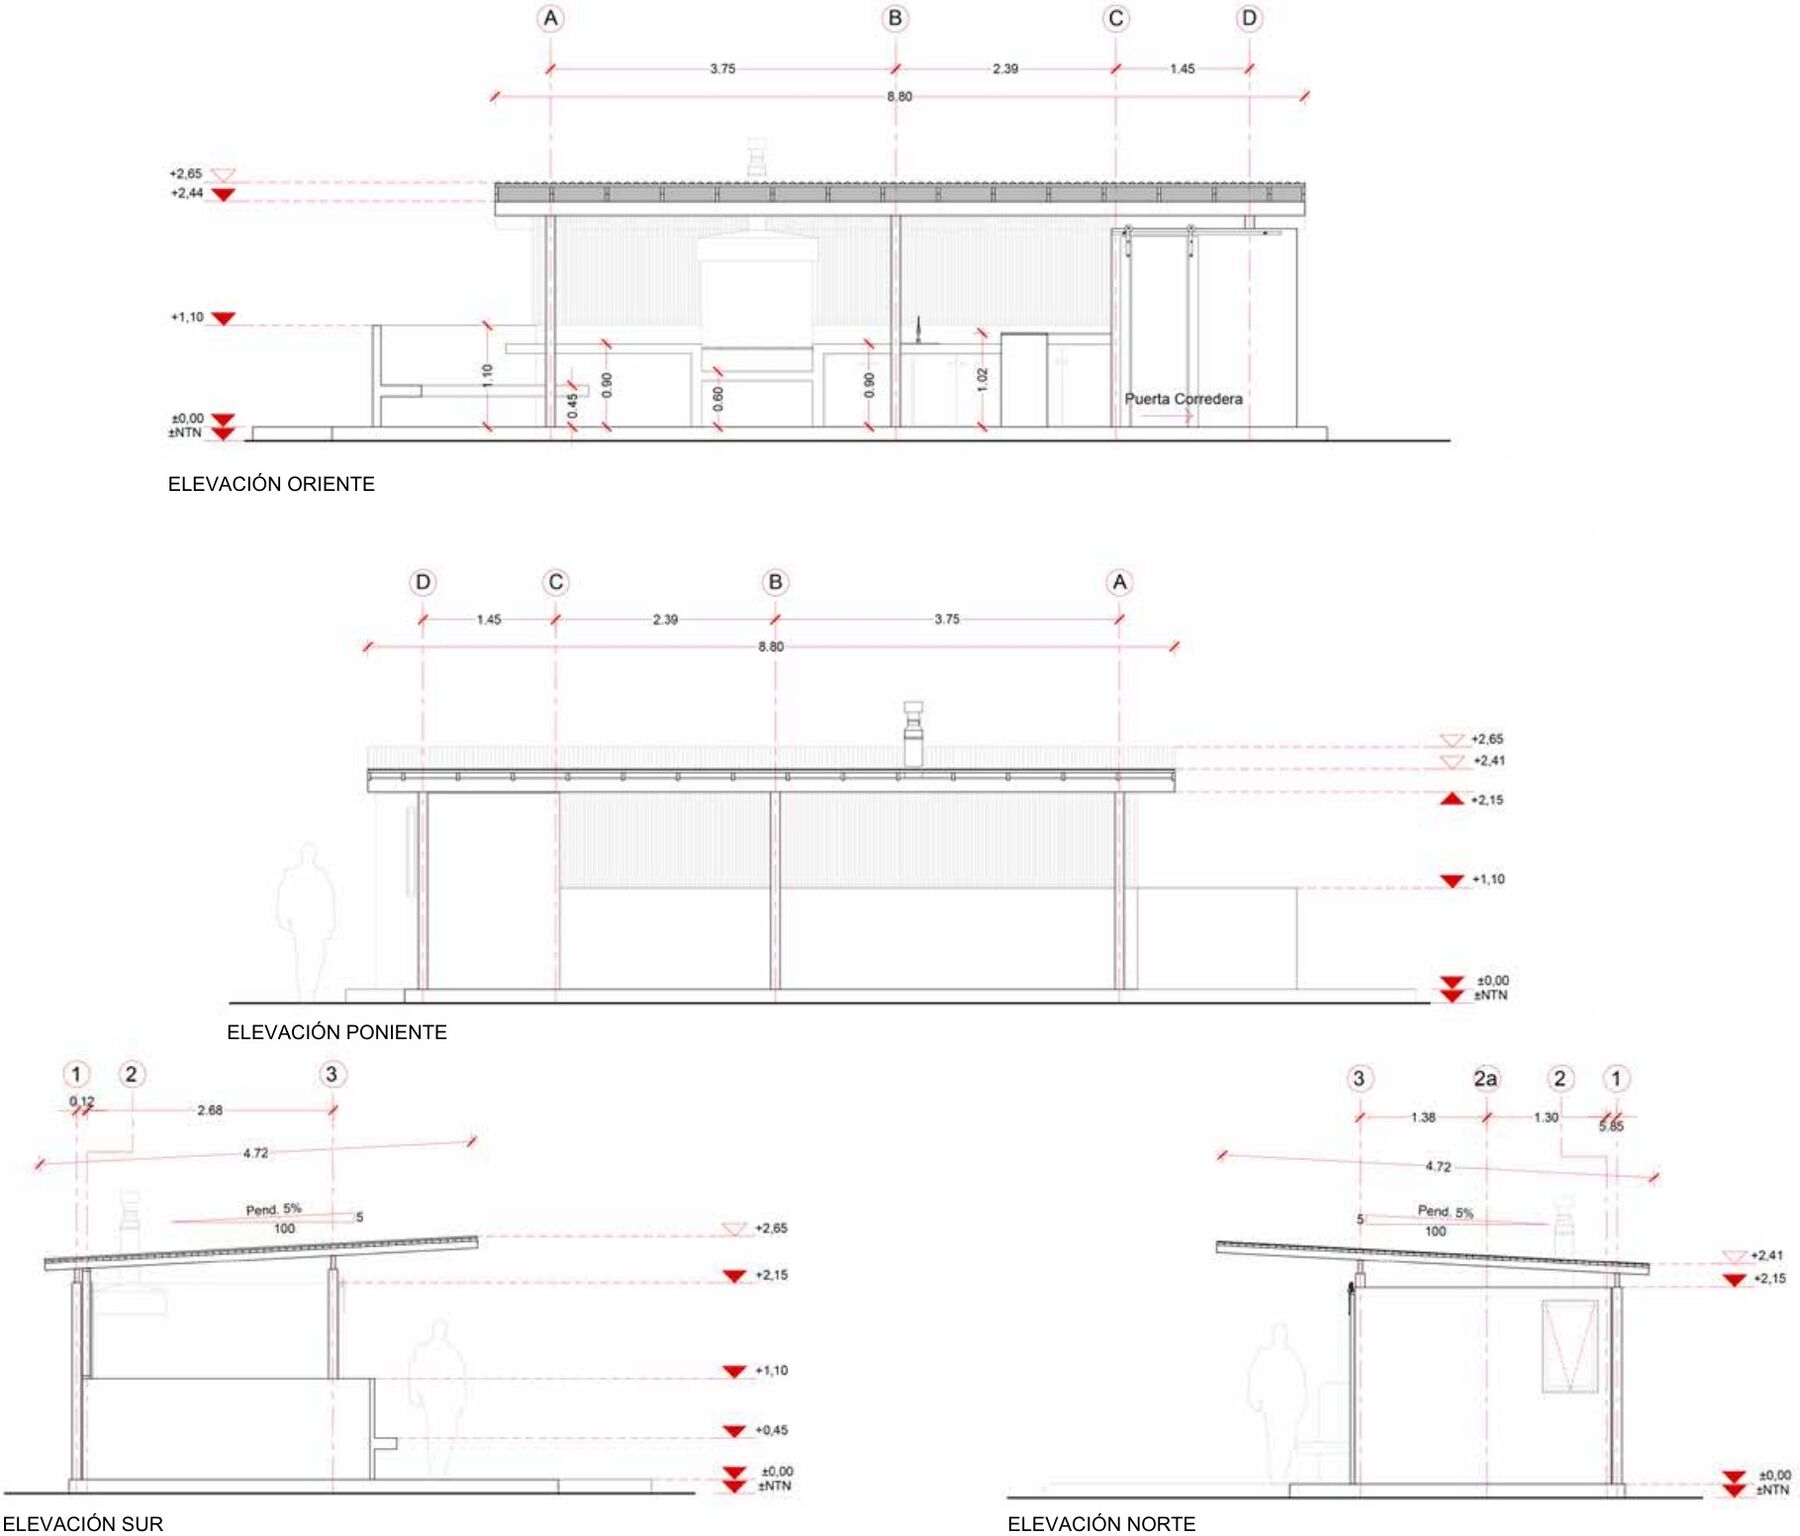 A B C D
3.75 2.39 1.45
8.80
+2,65
+2,44
+1,10
1.10 0.45 0.90 0.60 0.90 1.02
Puerta Corredera
±0,00
±NTN
ELEVACIÓN ORIENTE
D C B A
1.45 2.39 3.75
8.80
+2,65
+2,41
+2,15
+1,10
±0,00
±NTN
ELEVACIÓN PONIENTE
1 2 3
0.12 2.68
4.72
Pend. 5% 5
100
+2,65
+2,15
+1,10
+0,45
±0,00
±NTN
ELEVACIÓN SUR
3 2a 2 1
1.38 1.30
5.85
4.72
5 Pend. 5%
100
+2,41
+2,15
±0,00
±NTN
ELEVACIÓN NORTE